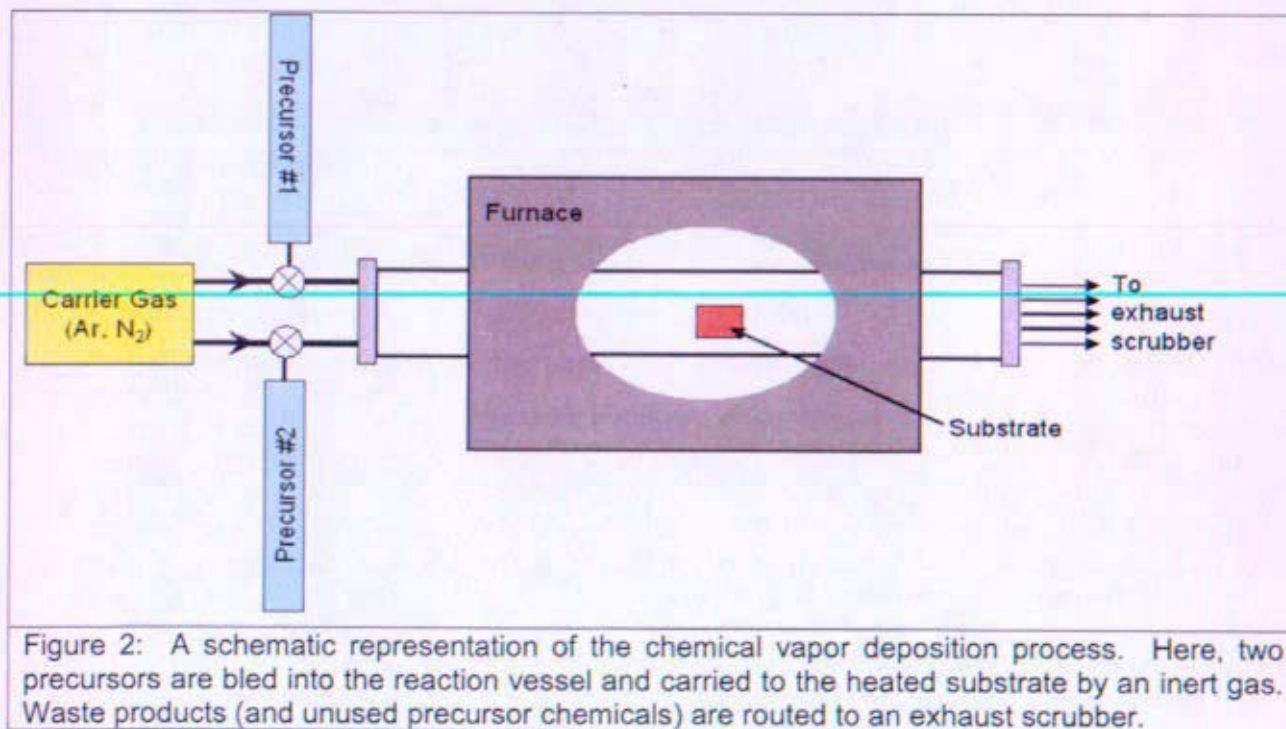 Precursor #1
Furnace
Carrier Gas
(Ar. N₂)
To
exhaust
scrubber
Substrate
Precursor #2
Figure 2: A schematic representation of the chemical vapor deposition process. Here, two
precursors are bled into the reaction vessel and carried to the heated substrate by an inert gas.
Waste products (and unused precursor chemicals) are routed to an exhaust scrubber.